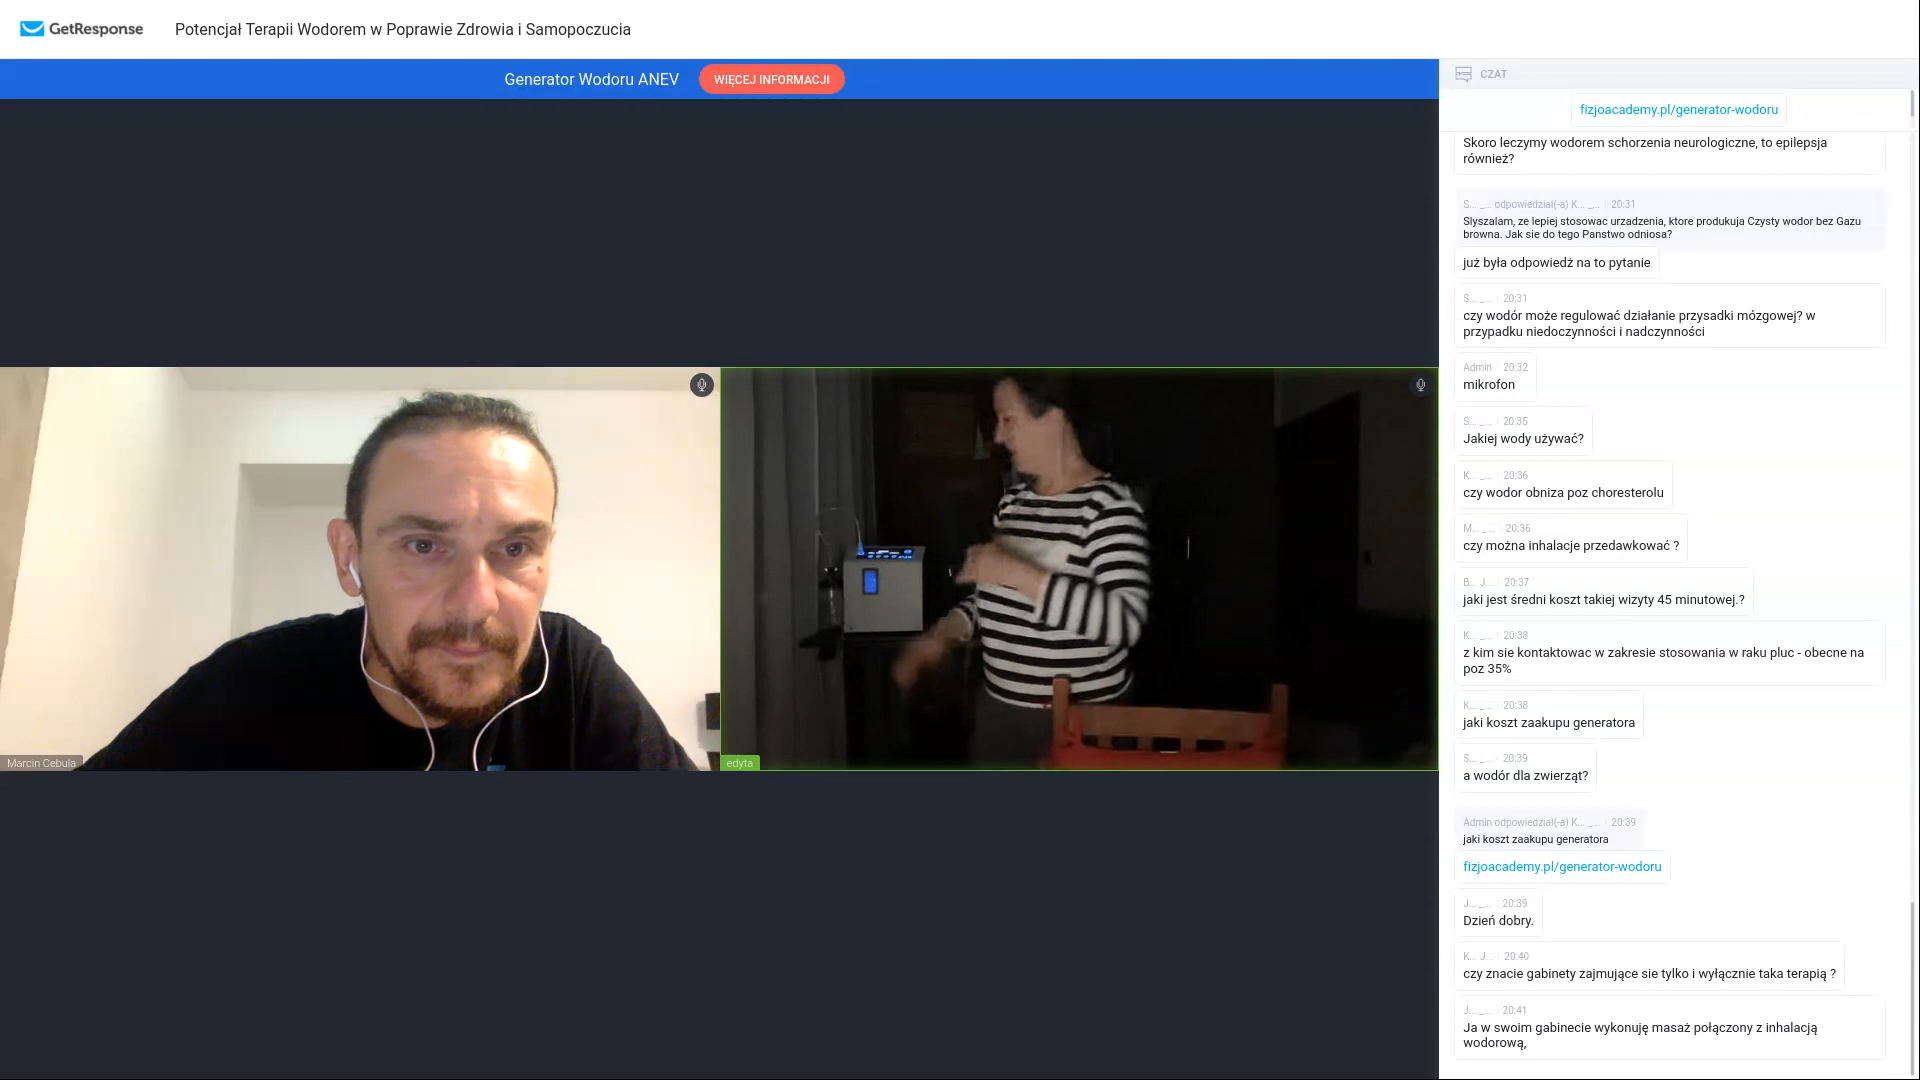 GetResponse
Potencjał Terapii Wodorem w Poprawie Zdrowia i Samopoczucia
Generator Wodoru ANEV
WIĘCEJ INFORMACJI
Marcin Cebula
edyta
CZAT
fizjoacademy.pl/generator-wodoru
Skoro leczymy wodorem schorzenia neurologiczne, to epilepsja
również?
S... _... odpowiedział(-a) K... _... 20:31
Slyszalam, ze lepiej stosowac urzadzenia, ktore produkuja Czysty wodor bez Gazu
browna. Jak sie do tego Panstwo odniosa?
już była odpowiedż na to pytanie
S... _... 20:31
czy wodór może regulować działanie przysadki mózgowej? w
przypadku niedoczynności i nadczynności
Admin 20:32
mikrofon
S... _... 20:35
Jakiej wody używać?
K... _... 20:36
czy wodor obniza poz choresterolu
M... _... 20:36
czy można inhalacje przedawkować ?
B... J... 20:37
jaki jest średni koszt takiej wizyty 45 minutowej.?
K... _... 20:38
z kim sie kontaktowac w zakresie stosowania w raku pluc - obecne na
poz 35%
K... _... 20:38
jaki koszt zaakupu generatora
S... _... 20:39
a wodór dla zwierząt?
Admin odpowiedział(-a) K... _... 20:39
jaki koszt zaakupu generatora
fizjoacademy.pl/generator-wodoru
J... _... 20:39
Dzień dobry.
K... J... 20:40
czy znacie gabinety zajmujące sie tylko i wyłącznie taka terapią ?
J... _... 20:41
Ja w swoim gabinecie wykonuję masaż połączony z inhalacją
wodorową,